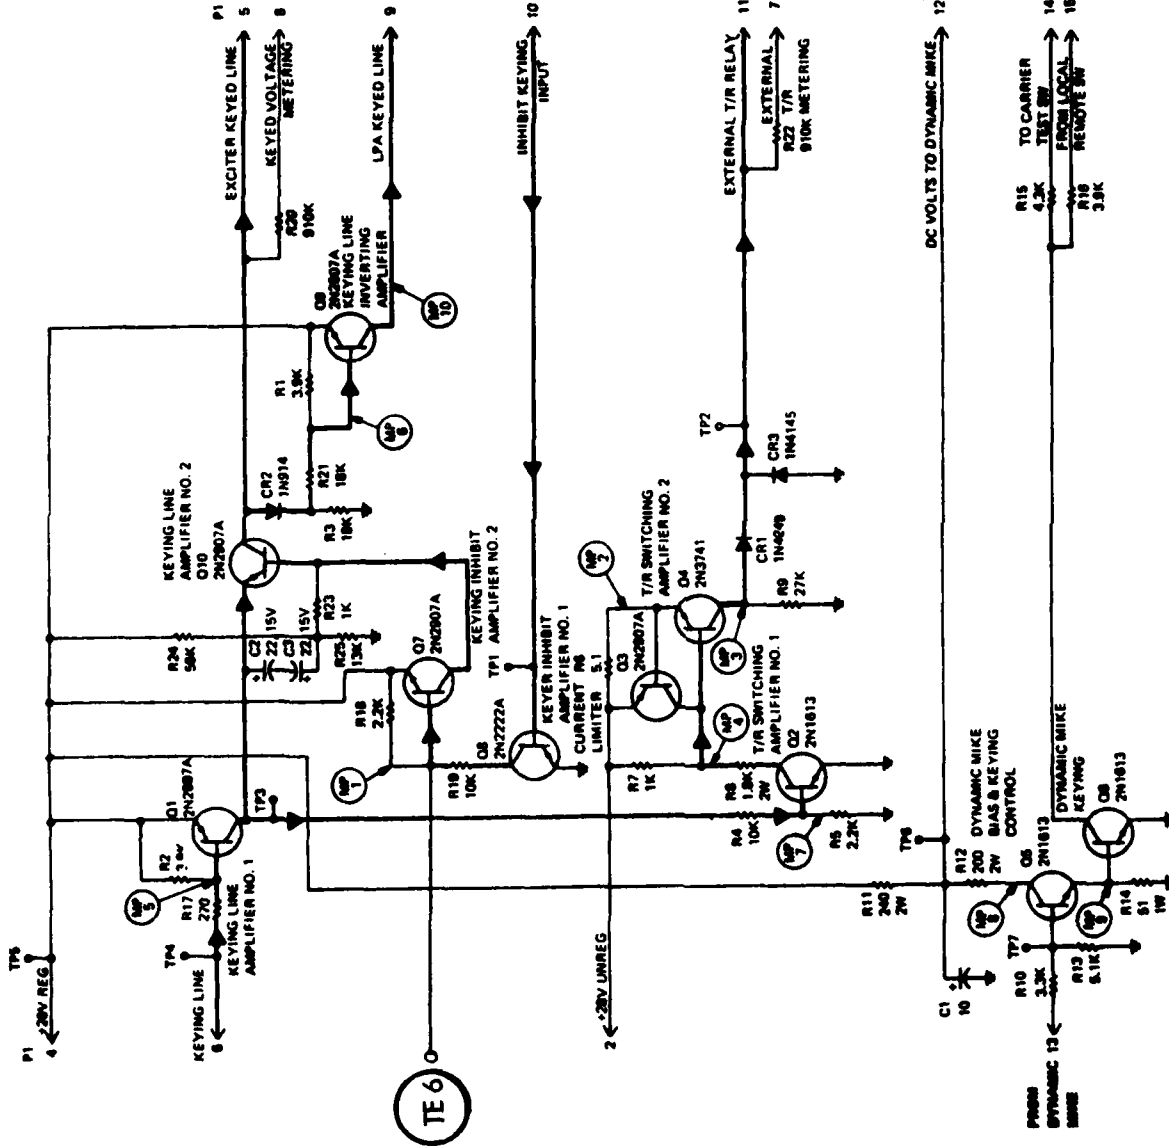 P1
5
8
9
10
11
7
12
14
15
EXCITER KEYED LINE
KEYED VOLTAGE
METERING
R20
910K
LPA KEYED LINE
INHIBIT KEYING
INPUT
EXTERNAL T/R RELAY
EXTERNAL
R22 T/R
910K METERING
DC VOLTS TO DYNAMIC MIKE
TO CARRIER
TEST SW
FROM LOCAL
REMOTE SW
R15
4.3K
R16
3.9K
Q9
2N2907A
KEYING LINE
INVERTING
AMPLIFIER
MP
10
R1
3.9K
MP
6
KEYING LINE
AMPLIFIER NO. 2
Q10
2N2907A
CR2
1N914
R21
18K
R3
18K
TP2
CR3
1N4145
CR1
1N4249
R9
27K
MP
2
T/R SWITCHING
AMPLIFIER NO. 2
Q4
2N3741
MP
3
Q3
2N2907A
CURRENT R6
LIMITER 5.1
R24
56K
C2
22 15V
C3
22 15V
R23
1K
R25
13K
KEYING INHIBIT
AMPLIFIER NO. 2
Q7
2N2907A
TP1
KEYER INHIBIT
AMPLIFIER NO. 1
Q8
2N2222A
R18
2.2K
R19
10K
MP
1
MP
4
T/R SWITCHING
AMPLIFIER NO. 1
Q2
2N1613
R7
1K
R8
1.8K
2W
R4
10K
MP
7
R5
2.2K
Q1
2N2907A
TP3
R2
MP
5
R17
270
KEYING LINE
AMPLIFIER NO. 1
TP4
TP5
P1
4
+28V REG
KEYING LINE
6
TE 6
2
+28V UNREG
TP6
R11
240
2W
R12
200
2W
DYNAMIC MIKE
BIAS & KEYING
CONTROL
Q5
2N1613
MP
8
DYNAMIC MIKE
KEYING
Q6
2N1613
MP
9
R14
51
1W
TP7
R10
3.3K
R13
5.1K
C1
10
FROM
DYNAMIC 13
MIKE